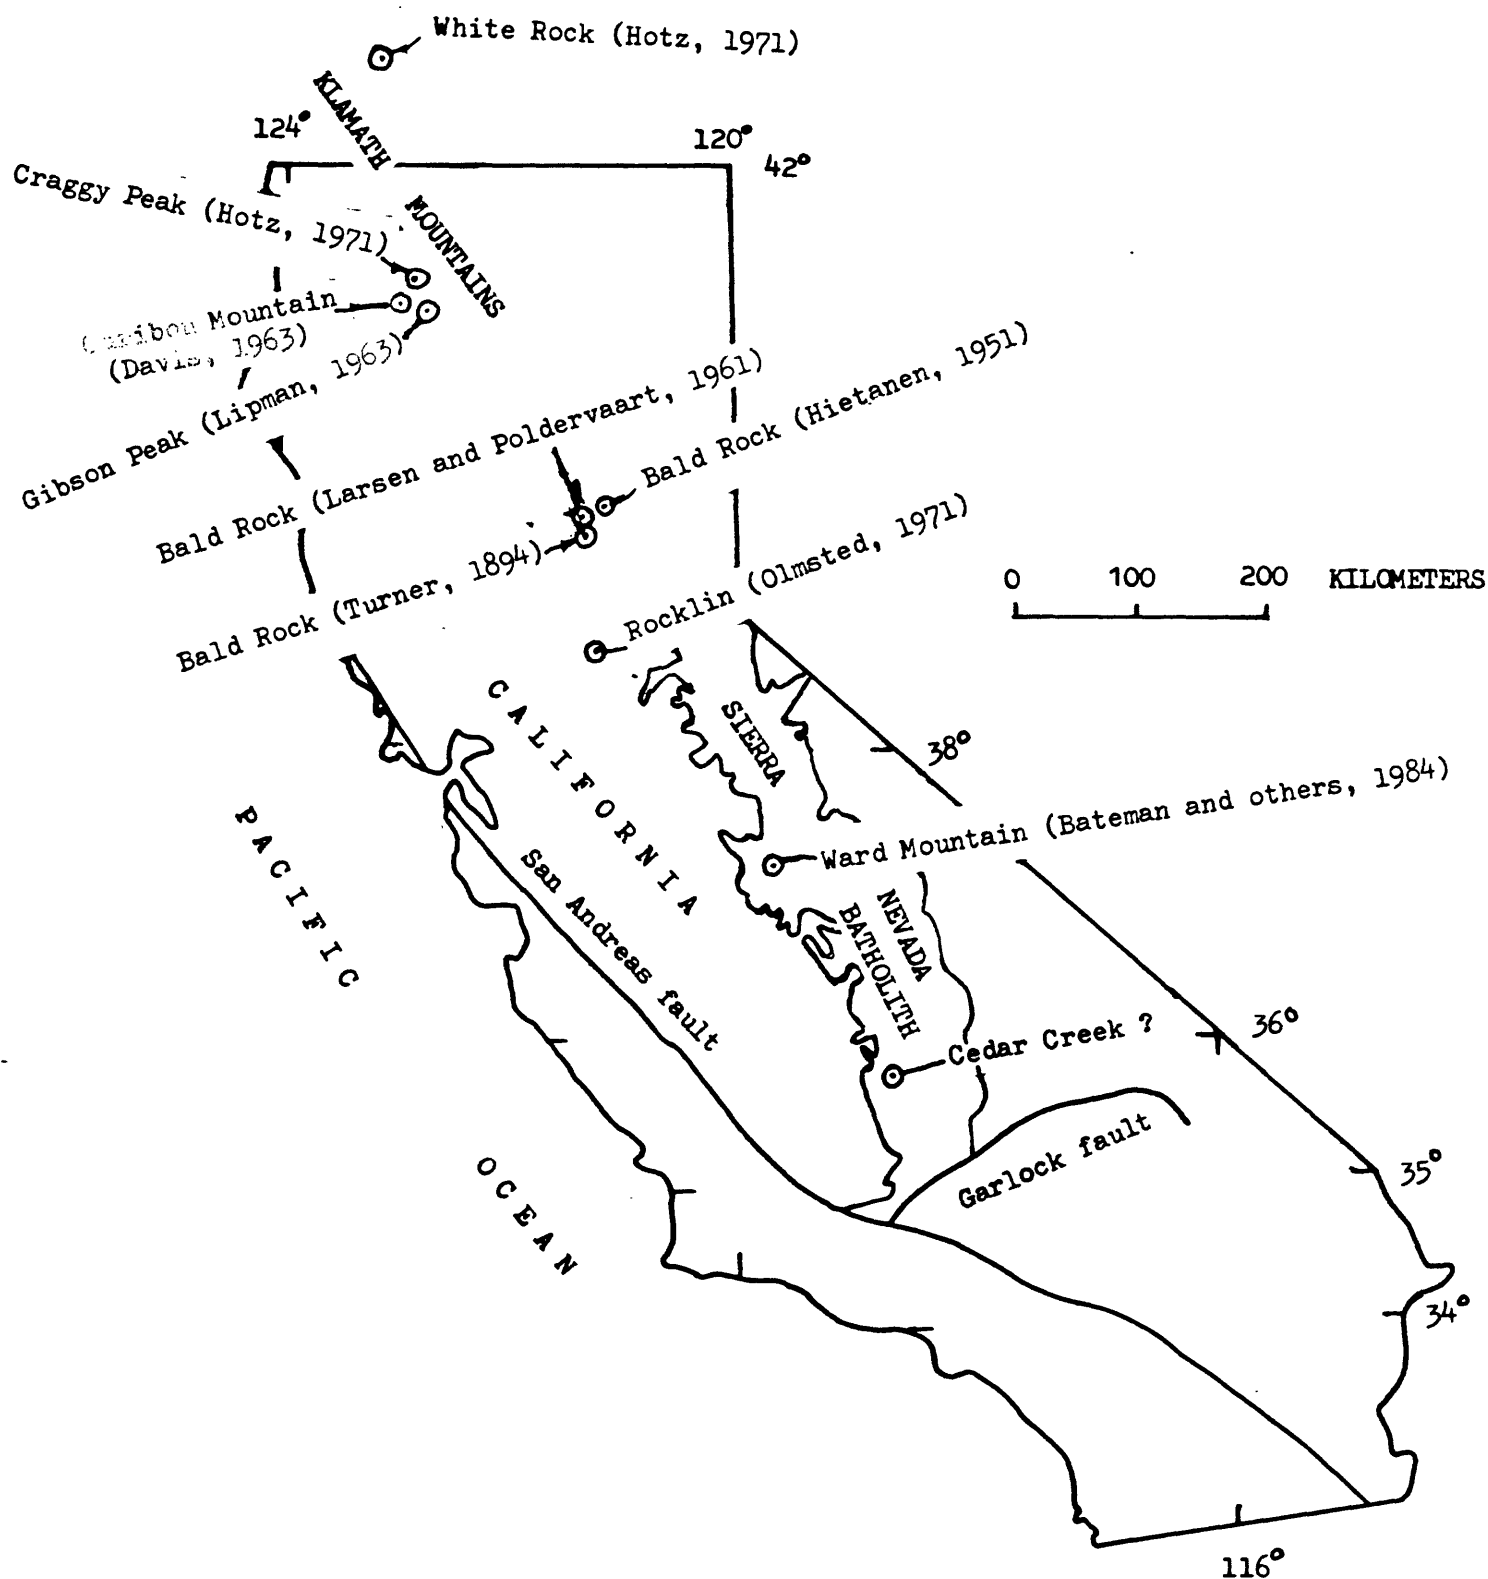 White Rock (Hotz, 1971)
KLAMATH
MOUNTAINS
124°
120°
42°
Craggy Peak (Hotz, 1971)
Caribou Mountain
(Davis, 1963)
Gibson Peak (Lipman, 1963)
Bald Rock (Larsen and Poldervaart, 1961)
Bald Rock (Hietanen, 1951)
Bald Rock (Turner, 1894)
Rocklin (Olmsted, 1971)
0 100 200 KILOMETERS
CALIFORNIA
SIERRA
NEVADA
BATHOLITH
38°
Ward Mountain (Bateman and others, 1984)
PACIFIC
OCEAN
San Andreas fault
36°
Cedar Creek ?
Garlock fault
35°
34°
116°